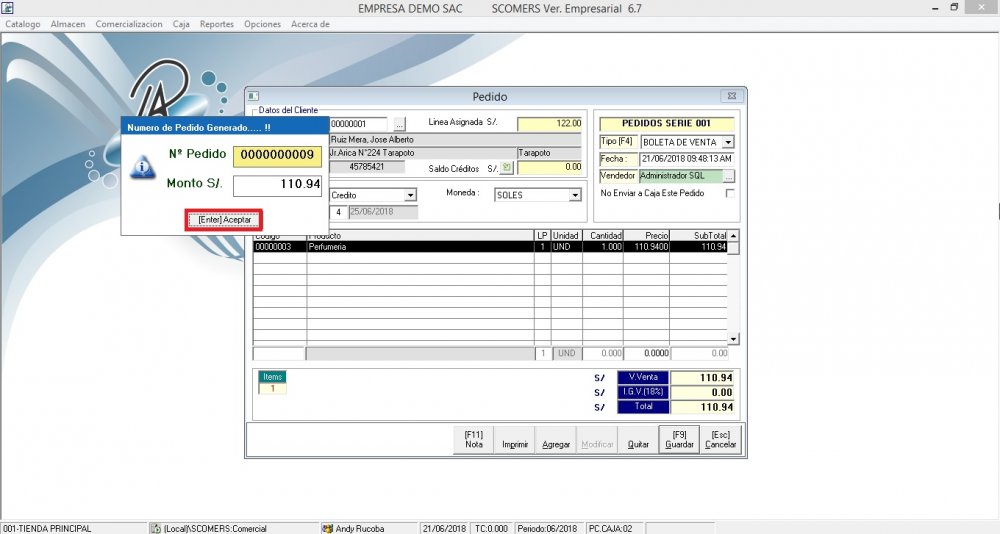 EMPRESA DEMO SAC SCOMERS Ver. Empresarial 6.7
Catalogo Almacen Comercializacion Caja Reportes Opciones Acerca de
Pedido
Datos del Cliente
00000001 ... Linea Asignada S/. 122.00
Ruiz Mera, Jose Alberto
Jr.Arica N°224 Tarapoto Tarapoto
45785421 Saldo Créditos S/. 0.00
Credito Moneda : SOLES
4 25/06/2018
PEDIDOS SERIE 001
Tipo [F4] BOLETA DE VENTA
Fecha : 21/06/2018 09:48:13 AM
Vendedor Administrador SQL ...
No Enviar a Caja Este Pedido
Numero de Pedido Generado..... !!
Nº Pedido 0000000009
Monto S/. 110.94
[Enter] Aceptar
Codigo Producto LP Unidad Cantidad Precio SubTotal
00000003 Perfumeria 1 UND 1.000 110.9400 110.94
1 UND 0.000 0.0000 0.00
Items
1
S/ V.Venta 110.94
S/ I.G.V.(18%) 0.00
S/ Total 110.94
[F11] Nota Imprimir Agregar Modificar Quitar [F9] Guardar [Esc] Cancelar
001-TIENDA PRINCIPAL (Local)\SCOMERS:Comercial Andy Rucoba 21/06/2018 TC:0.000 Periodo:06/2018 PC.CAJA:02